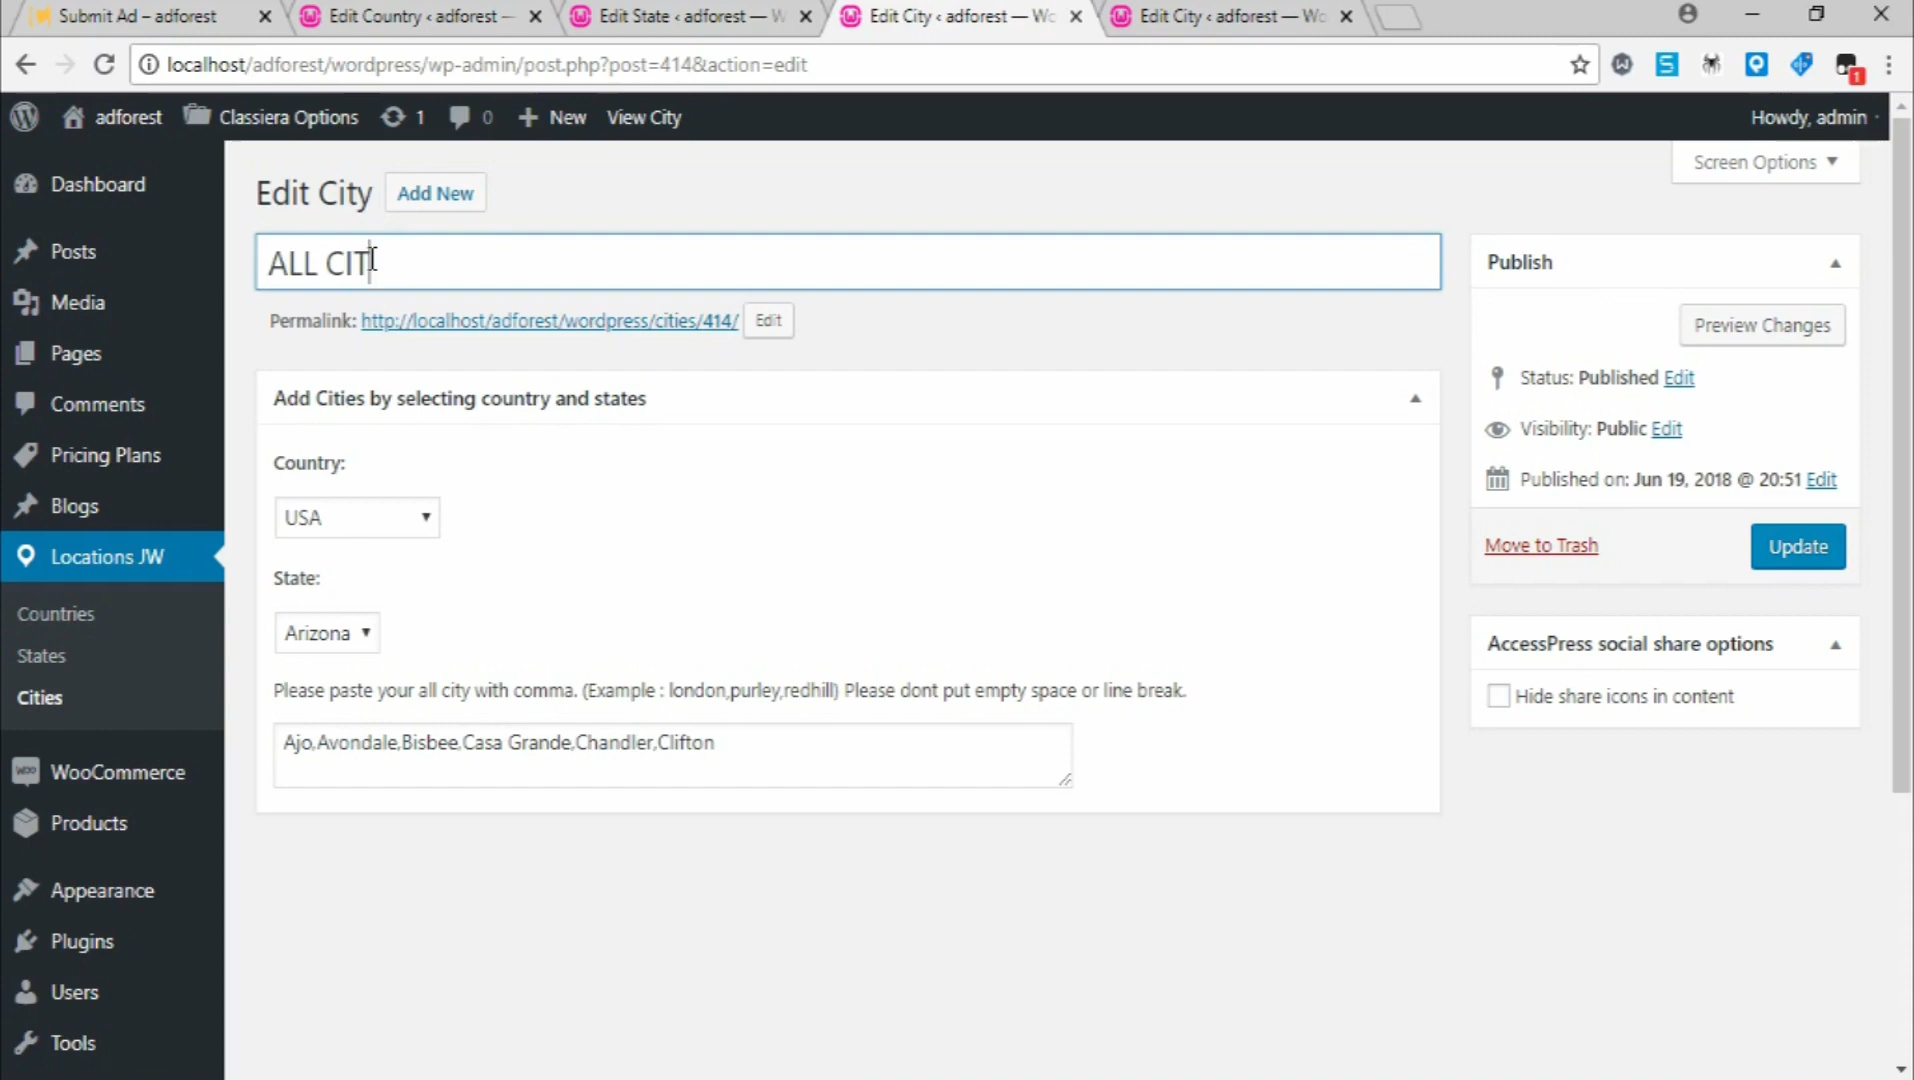 Submit Ad – adforest
Edit Country ‹ adforest —
Edit State ‹ adforest — W
Edit City ‹ adforest — Wo
Edit City ‹ adforest — Wo
localhost/adforest/wordpress/wp-admin/post.php?post=414&action=edit
1
adforest
Classiera Options
1
0
New
View City
Howdy, admin
Screen Options
Edit City
Add New
ALL CIT
Permalink: http://localhost/adforest/wordpress/cities/414/
Edit
Add Cities by selecting country and states
Country:
USA
State:
Arizona
Please paste your all city with comma. (Example : london,purley,redhill) Please dont put empty space or line break.
Ajo,Avondale,Bisbee,Casa Grande,Chandler,Clifton
Publish
Preview Changes
Status: Published Edit
Visibility: Public Edit
Published on: Jun 19, 2018 @ 20:51 Edit
Move to Trash
Update
AccessPress social share options
Hide share icons in content
Dashboard
Posts
Media
Pages
Comments
Pricing Plans
Blogs
Locations JW
Countries
States
Cities
WooCommerce
Products
Appearance
Plugins
Users
Tools